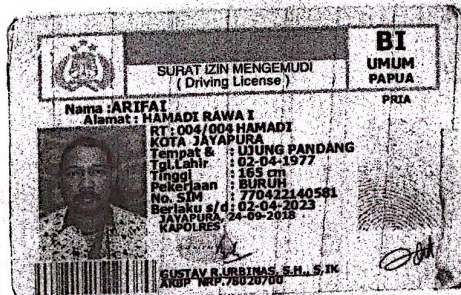 BI
UMUM
PAPUA
PRIA
SURAT IZIN MENGEMUDI
( Driving License )
Nama : ARIFAI
Alamat : HAMADI RAWA I
RT : 004/004 HAMADI
KOTA JAYAPURA
Tempat & : UJUNG PANDANG
Tgl.Lahir : 02-04-1977
Tinggi : 165 cm
Pekerjaan : BURUH
No. SIM : 770422140581
Berlaku s/d : 02-04-2023
JAYAPURA, 24-09-2018
KAPOLRES
GUSTAV R.URBINAS, S.H., S.IK
AKBP NRP.78020700